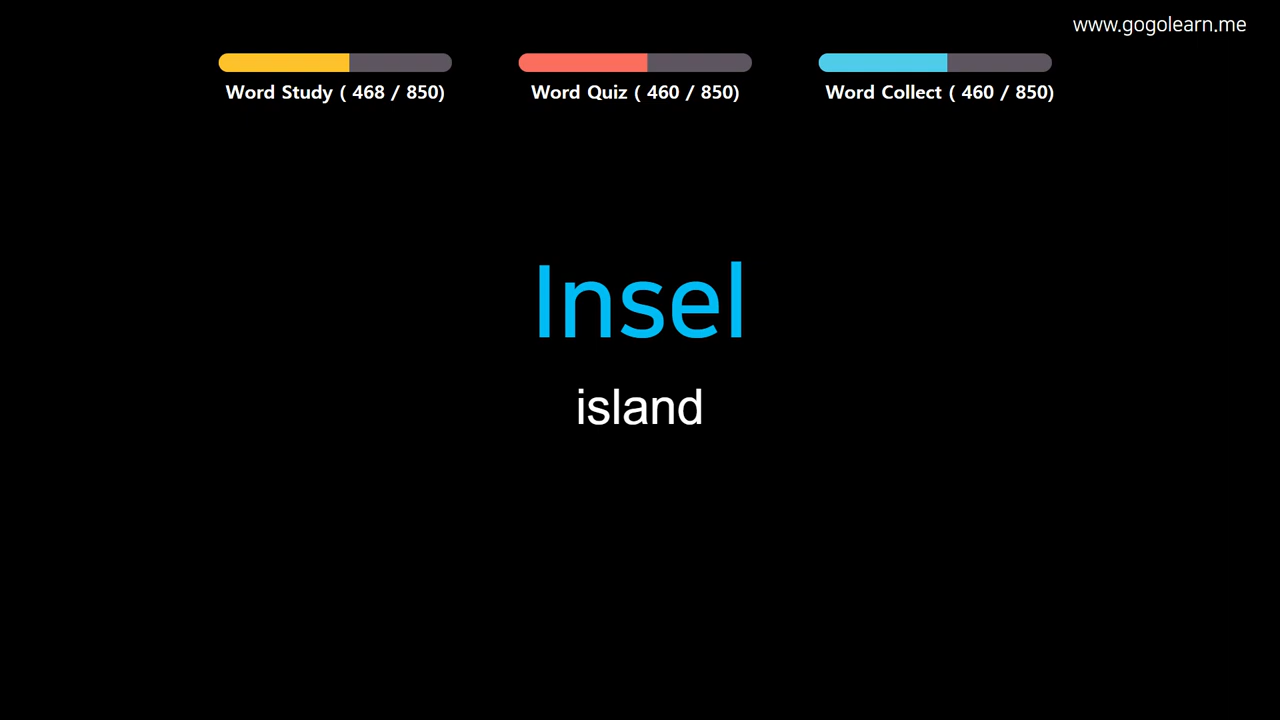 www.gogolearn.me
Word Study ( 468 / 850)
Word Quiz ( 460 / 850)
Word Collect ( 460 / 850)
Insel
island